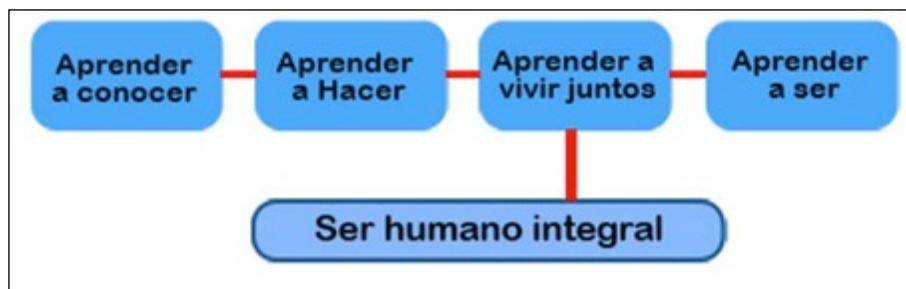 Aprender
a conocer
Aprender
a Hacer
Aprender a
vivir juntos
Aprender
a ser
Ser humano integral